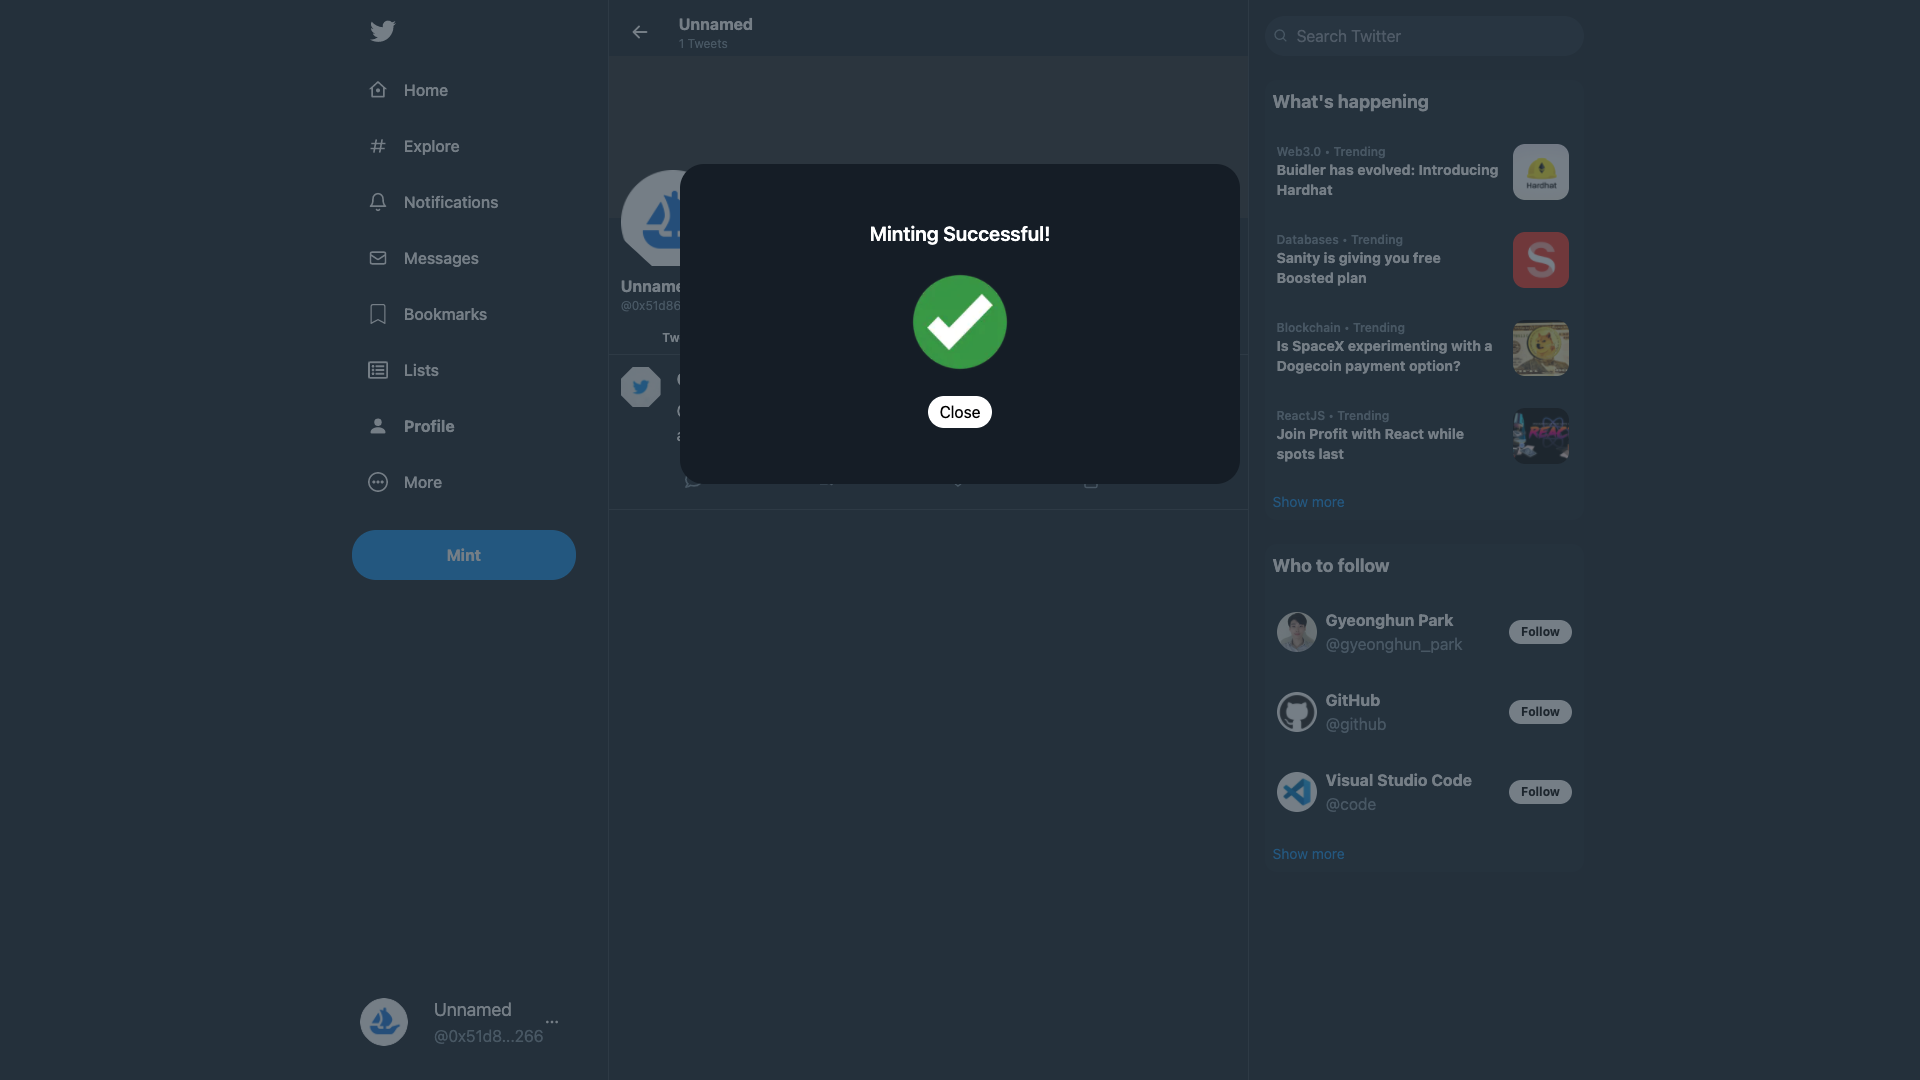 Home
Explore
Notifications
Messages
Bookmarks
Lists
Profile
More
Mint
Unnamed
@0x51d8...266
Unnamed
1 Tweets
@0x51d86
Minting Successful!
Close
Search Twitter
What's happening
Web3.0 • Trending
Buidler has evolved: Introducing
Hardhat
Hardhat
Databases • Trending
Sanity is giving you free
Boosted plan
S
Blockchain • Trending
Is SpaceX experimenting with a
Dogecoin payment option?
ReactJS • Trending
Join Profit with React while
spots last
Show more
Who to follow
Gyeonghun Park
@gyeonghun_park
Follow
GitHub
@github
Follow
Visual Studio Code
@code
Follow
Show more